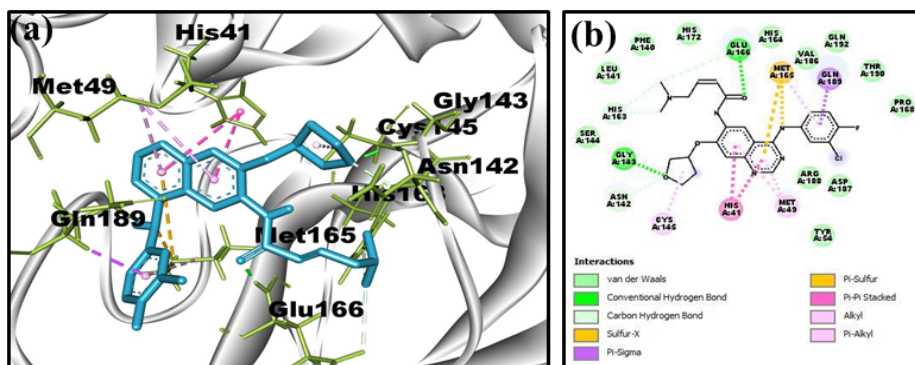 (a)
His41
Met49
Gly143
Cys145
Asn142
Gln189
Met165
Glu166
(b)
PHE
A:140
HIS
A:172
GLU
A:166
HIS
A:164
VAL
A:186
GLN
A:192
LEU
A:141
MET
A:165
GLN
A:189
THR
A:190
PRO
A:168
HIS
A:163
N
O
SER
A:144
F
Cl
GLY
A:143
ARG
A:188
ASP
A:187
ASN
A:142
CYS
A:145
HIS
A:41
MET
A:49
TYR
A:54
Interactions
van der Waals
Conventional Hydrogen Bond
Carbon Hydrogen Bond
Sulfur-X
Pi-Sigma
Pi-Sulfur
Pi-Pi Stacked
Alkyl
Pi-Alkyl